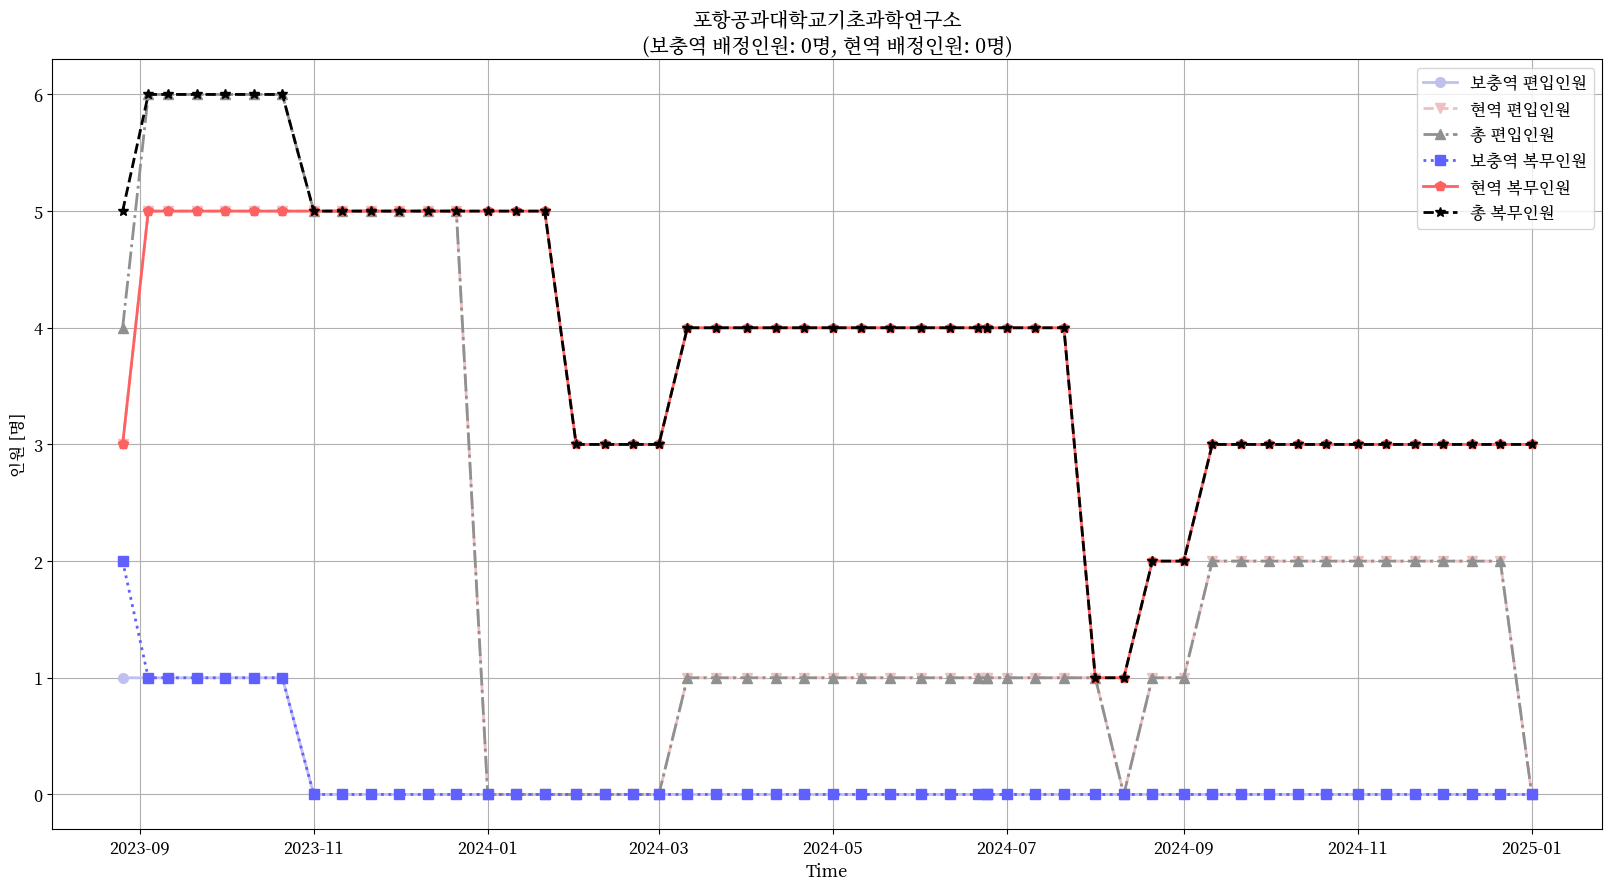 포항공과대학교기초과학연구소
(보충역 배정인원: 0명, 현역 배정인원: 0명)
보충역 편입인원
현역 편입인원
총 편입인원
보충역 복무인원
현역 복무인원
총 복무인원
인원 [명]
6
5
4
3
2
1
0
2023-09
2023-11
2024-01
2024-03
2024-05
2024-07
2024-09
2024-11
2025-01
Time